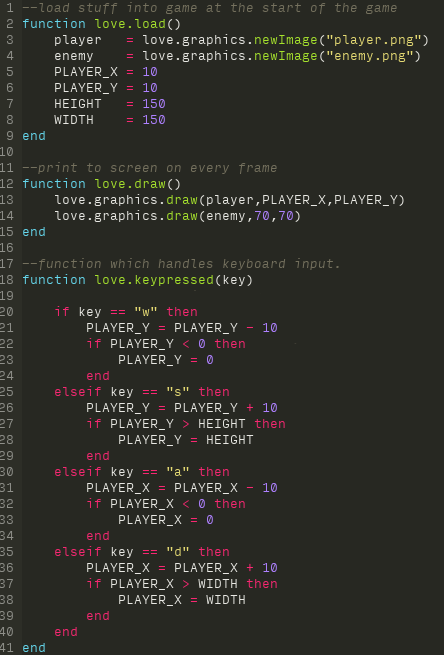 1 --load stuff into game at the start of the game
2 function love.load()
3     player   = love.graphics.newImage("player.png")
4     enemy    = love.graphics.newImage("enemy.png")
5     PLAYER_X = 10
6     PLAYER_Y = 10
7     HEIGHT   = 150
8     WIDTH    = 150
9 end
10
11 --print to screen on every frame
12 function love.draw()
13     love.graphics.draw(player,PLAYER_X,PLAYER_Y)
14     love.graphics.draw(enemy,70,70)
15 end
16
17 --function which handles keyboard input.
18 function love.keypressed(key)
19
20     if key == "w" then
21         PLAYER_Y = PLAYER_Y - 10
22         if PLAYER_Y < 0 then
23             PLAYER_Y = 0
24         end
25     elseif key == "s" then
26         PLAYER_Y = PLAYER_Y + 10
27         if PLAYER_Y > HEIGHT then
28             PLAYER_Y = HEIGHT
29         end
30     elseif key == "a" then
31         PLAYER_X = PLAYER_X - 10
32         if PLAYER_X < 0 then
33             PLAYER_X = 0
34         end
35     elseif key == "d" then
36         PLAYER_X = PLAYER_X + 10
37         if PLAYER_X > WIDTH then
38             PLAYER_X = WIDTH
39         end
40     end
41 end